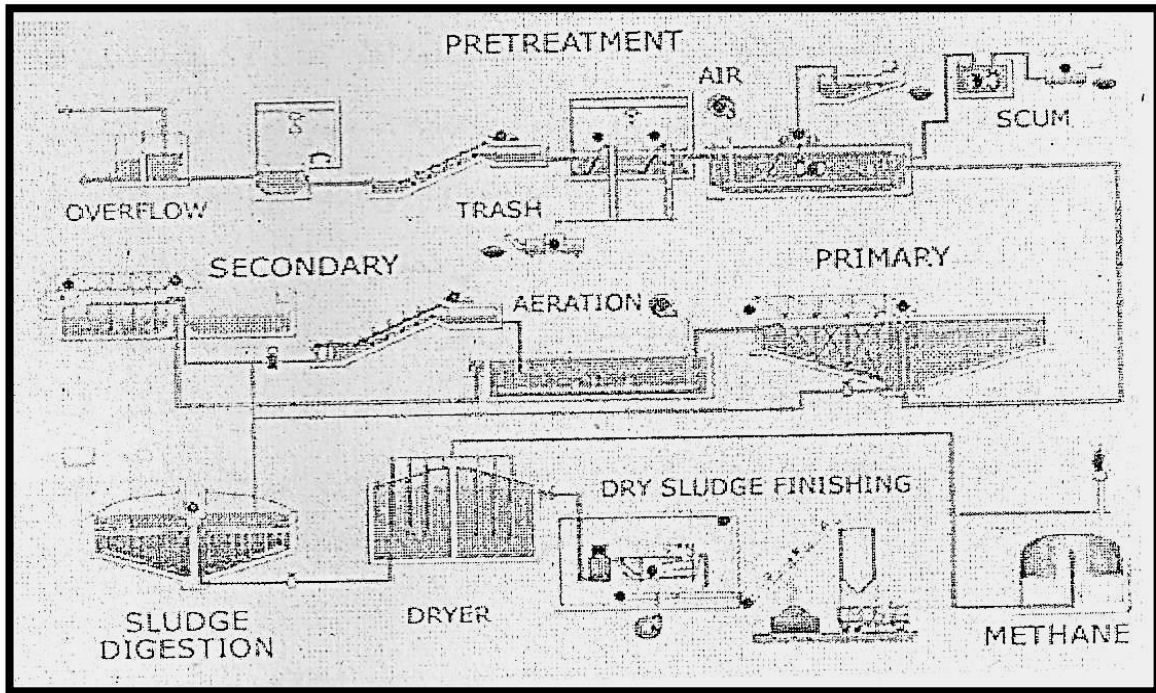 PRETREATMENT
AIR
SCUM
OVERFLOW
TRASH
SECONDARY
PRIMARY
AERATION
DRY SLUDGE FINISHING
SLUDGE
DIGESTION
DRYER
METHANE